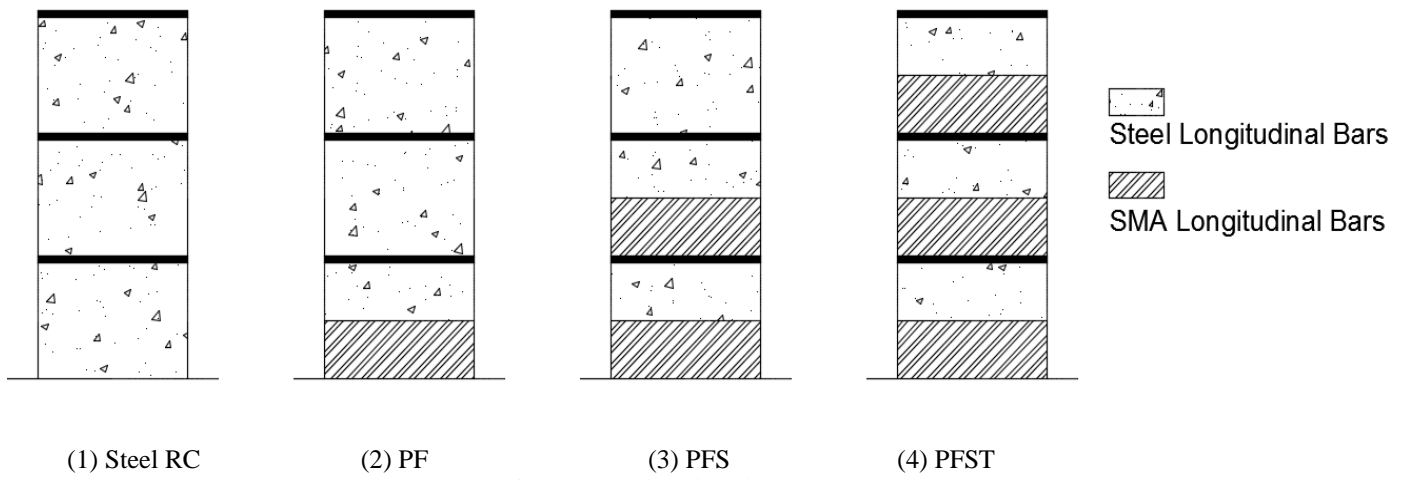 Steel Longitudinal Bars
SMA Longitudinal Bars
(1) Steel RC
(2) PF
(3) PFS
(4) PFST